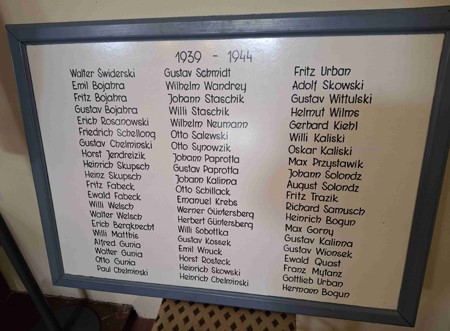 1939 - 1944
Walter Świderski
Emil Bojahra
Fritz Bojahra
Gustav Bojahra
Erich Rosanowski
Friedrich Schellong
Gustav Chelminski
Horst Jendreizik
Heinrich Skupsch
Heinz Skupsch
Fritz Fabeck
Ewald Fabeck
Willi Welsch
Walter Welsch
Erich Bergknecht
Willi Matthis
Alfred Gunia
Walter Gunia
Otto Gunia
Paul Chelminski
Gustav Schmidt
Wilhelm Wandrey
Johann Staschik
Willi Staschik
Wilhelm Neumann
Otto Salewski
Otto Synowzik
Johann Paprotta
Gustav Paprotta
Johann Kalinna
Otto Schillack
Emanuel Krebs
Werner Güntersberg
Herbert Güntersberg
Willi Sobottka
Gustav Kossek
Emil Wnuck
Horst Rosteck
Heinrich Skowski
Heinrich Chelminski
Fritz Urban
Adolf Skowski
Gustav Wittulski
Helmut Wilms
Gerhard Kiehl
Willi Kaliski
Oskar Kaliski
Max Przystawik
Johann Solondz
August Solondz
Fritz Trazik
Richard Samusch
Heinrich Bogun
Max Gorny
Gustav Kalinna
Gustav Wionsek
Ewald Quast
Franz Mytanz
Gottlieb Urban
Hermann Bogun